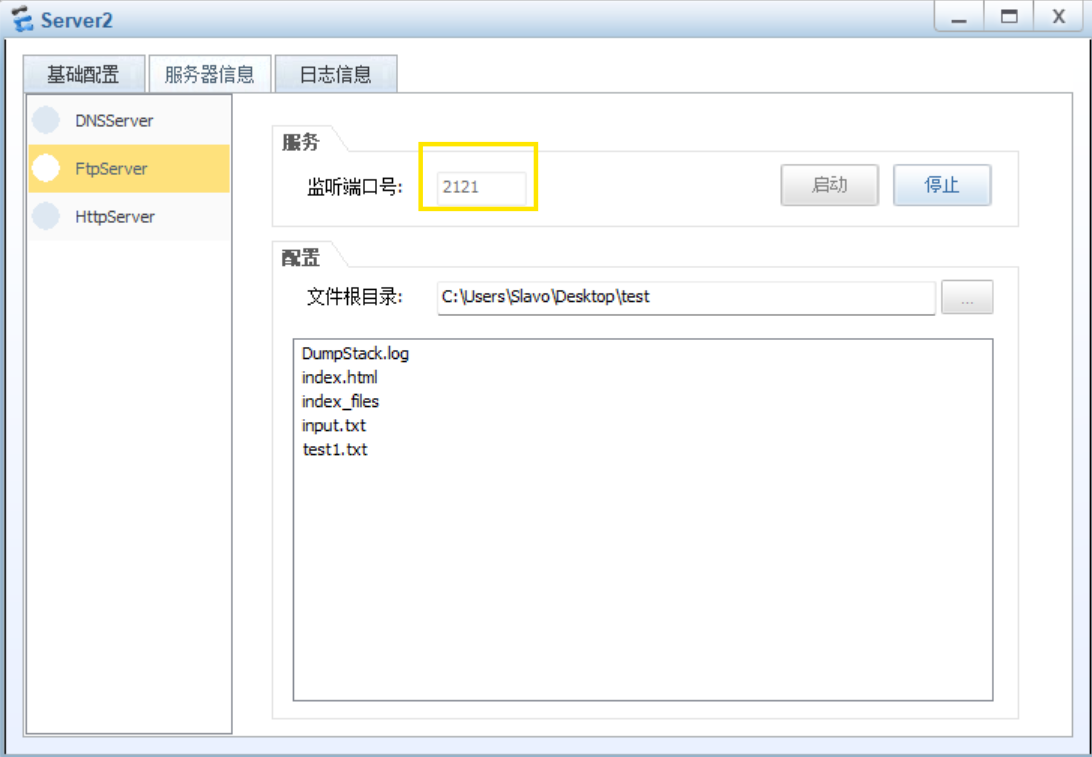 Server2
基础配置 服务器信息 日志信息
DNSServer
FtpServer
HttpServer
服务
监听端口号: 2121 启动 停止
配置
文件根目录: C:\Users\Slavo\Desktop\test ...
DumpStack.log
index.html
index_files
input.txt
test1.txt